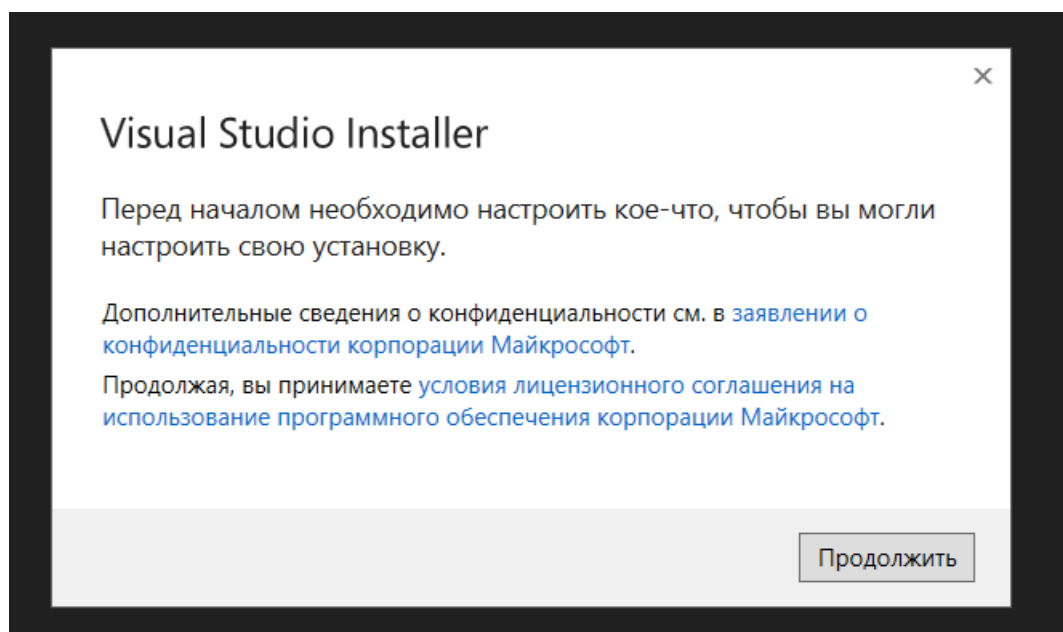 Visual Studio Installer
Перед началом необходимо настроить кое-что, чтобы вы могли
настроить свою установку.
Дополнительные сведения о конфиденциальности см. в заявлении о
конфиденциальности корпорации Майкрософт.
Продолжая, вы принимаете условия лицензионного соглашения на
использование программного обеспечения корпорации Майкрософт.
Продолжить